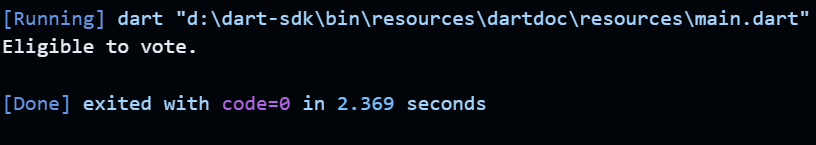 [Running] dart "d:\dart-sdk\bin\resources\dartdoc\resources\main.dart"
Eligible to vote.
[Done] exited with code=0 in 2.369 seconds